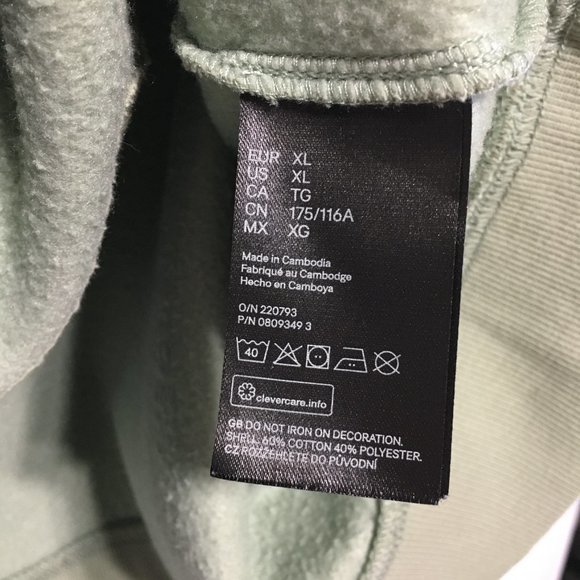 EUR XL
US XL
CA TG
CN 175/116A
MX XG
Made in Cambodia
Fabriqué au Cambodge
Hecho en Camboya
O/N 220793
P/N 0809349 3
40
clevercare.info
GB DO NOT IRON ON DECORATION.
SHELL 60% COTTON 40% POLYESTER.
CZ ROZŽEHLETE DO PŮVODNÍ